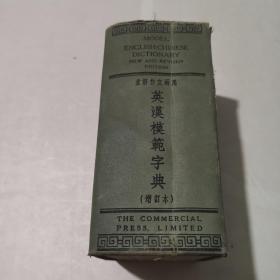 MODEL
ENGLISH-CHINESE
DICTIONARY
NEW AND REVISED
EDITION
英漢模範字典
(增訂本)
THE COMMERCIAL
PRESS, LIMITED